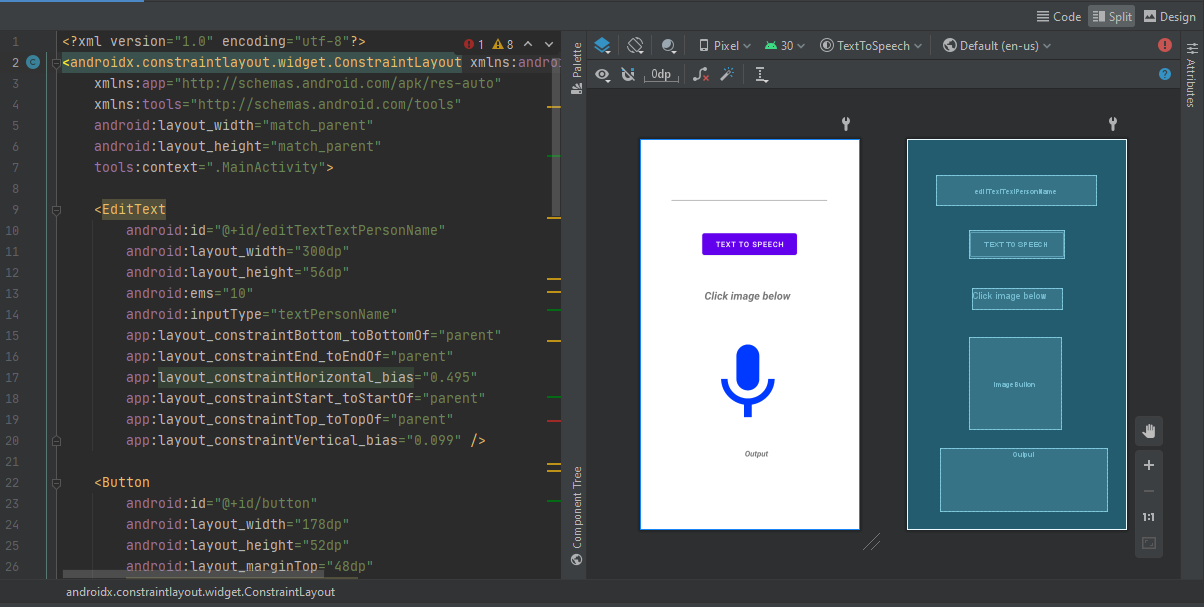 Code Split Design
1 <?xml version="1.0" encoding="utf-8"?> 1 8
2 <androidx.constraintlayout.widget.ConstraintLayout xmlns:andro
3 xmlns:app="http://schemas.android.com/apk/res-auto"
4 xmlns:tools="http://schemas.android.com/tools"
5 android:layout_width="match_parent"
6 android:layout_height="match_parent"
7 tools:context=".MainActivity">
8
9 <EditText
10 android:id="@+id/editTextTextPersonName"
11 android:layout_width="300dp"
12 android:layout_height="56dp"
13 android:ems="10"
14 android:inputType="textPersonName"
15 app:layout_constraintBottom_toBottomOf="parent"
16 app:layout_constraintEnd_toEndOf="parent"
17 app:layout_constraintHorizontal_bias="0.495"
18 app:layout_constraintStart_toStartOf="parent"
19 app:layout_constraintTop_toTopOf="parent"
20 app:layout_constraintVertical_bias="0.099" />
21
22 <Button
23 android:id="@+id/button"
24 android:layout_width="178dp"
25 android:layout_height="52dp"
26 android:layout_marginTop="48dp"
C
Palette
Component Tree
Pixel 30 TextToSpeech Default (en-us)
0dp
Attributes
TEXT TO SPEECH
Click image below
Output
editTextTextPersonName
TEXT TO SPEECH
Click image below
ImageButton
Output
1:1
androidx.constraintlayout.widget.ConstraintLayout